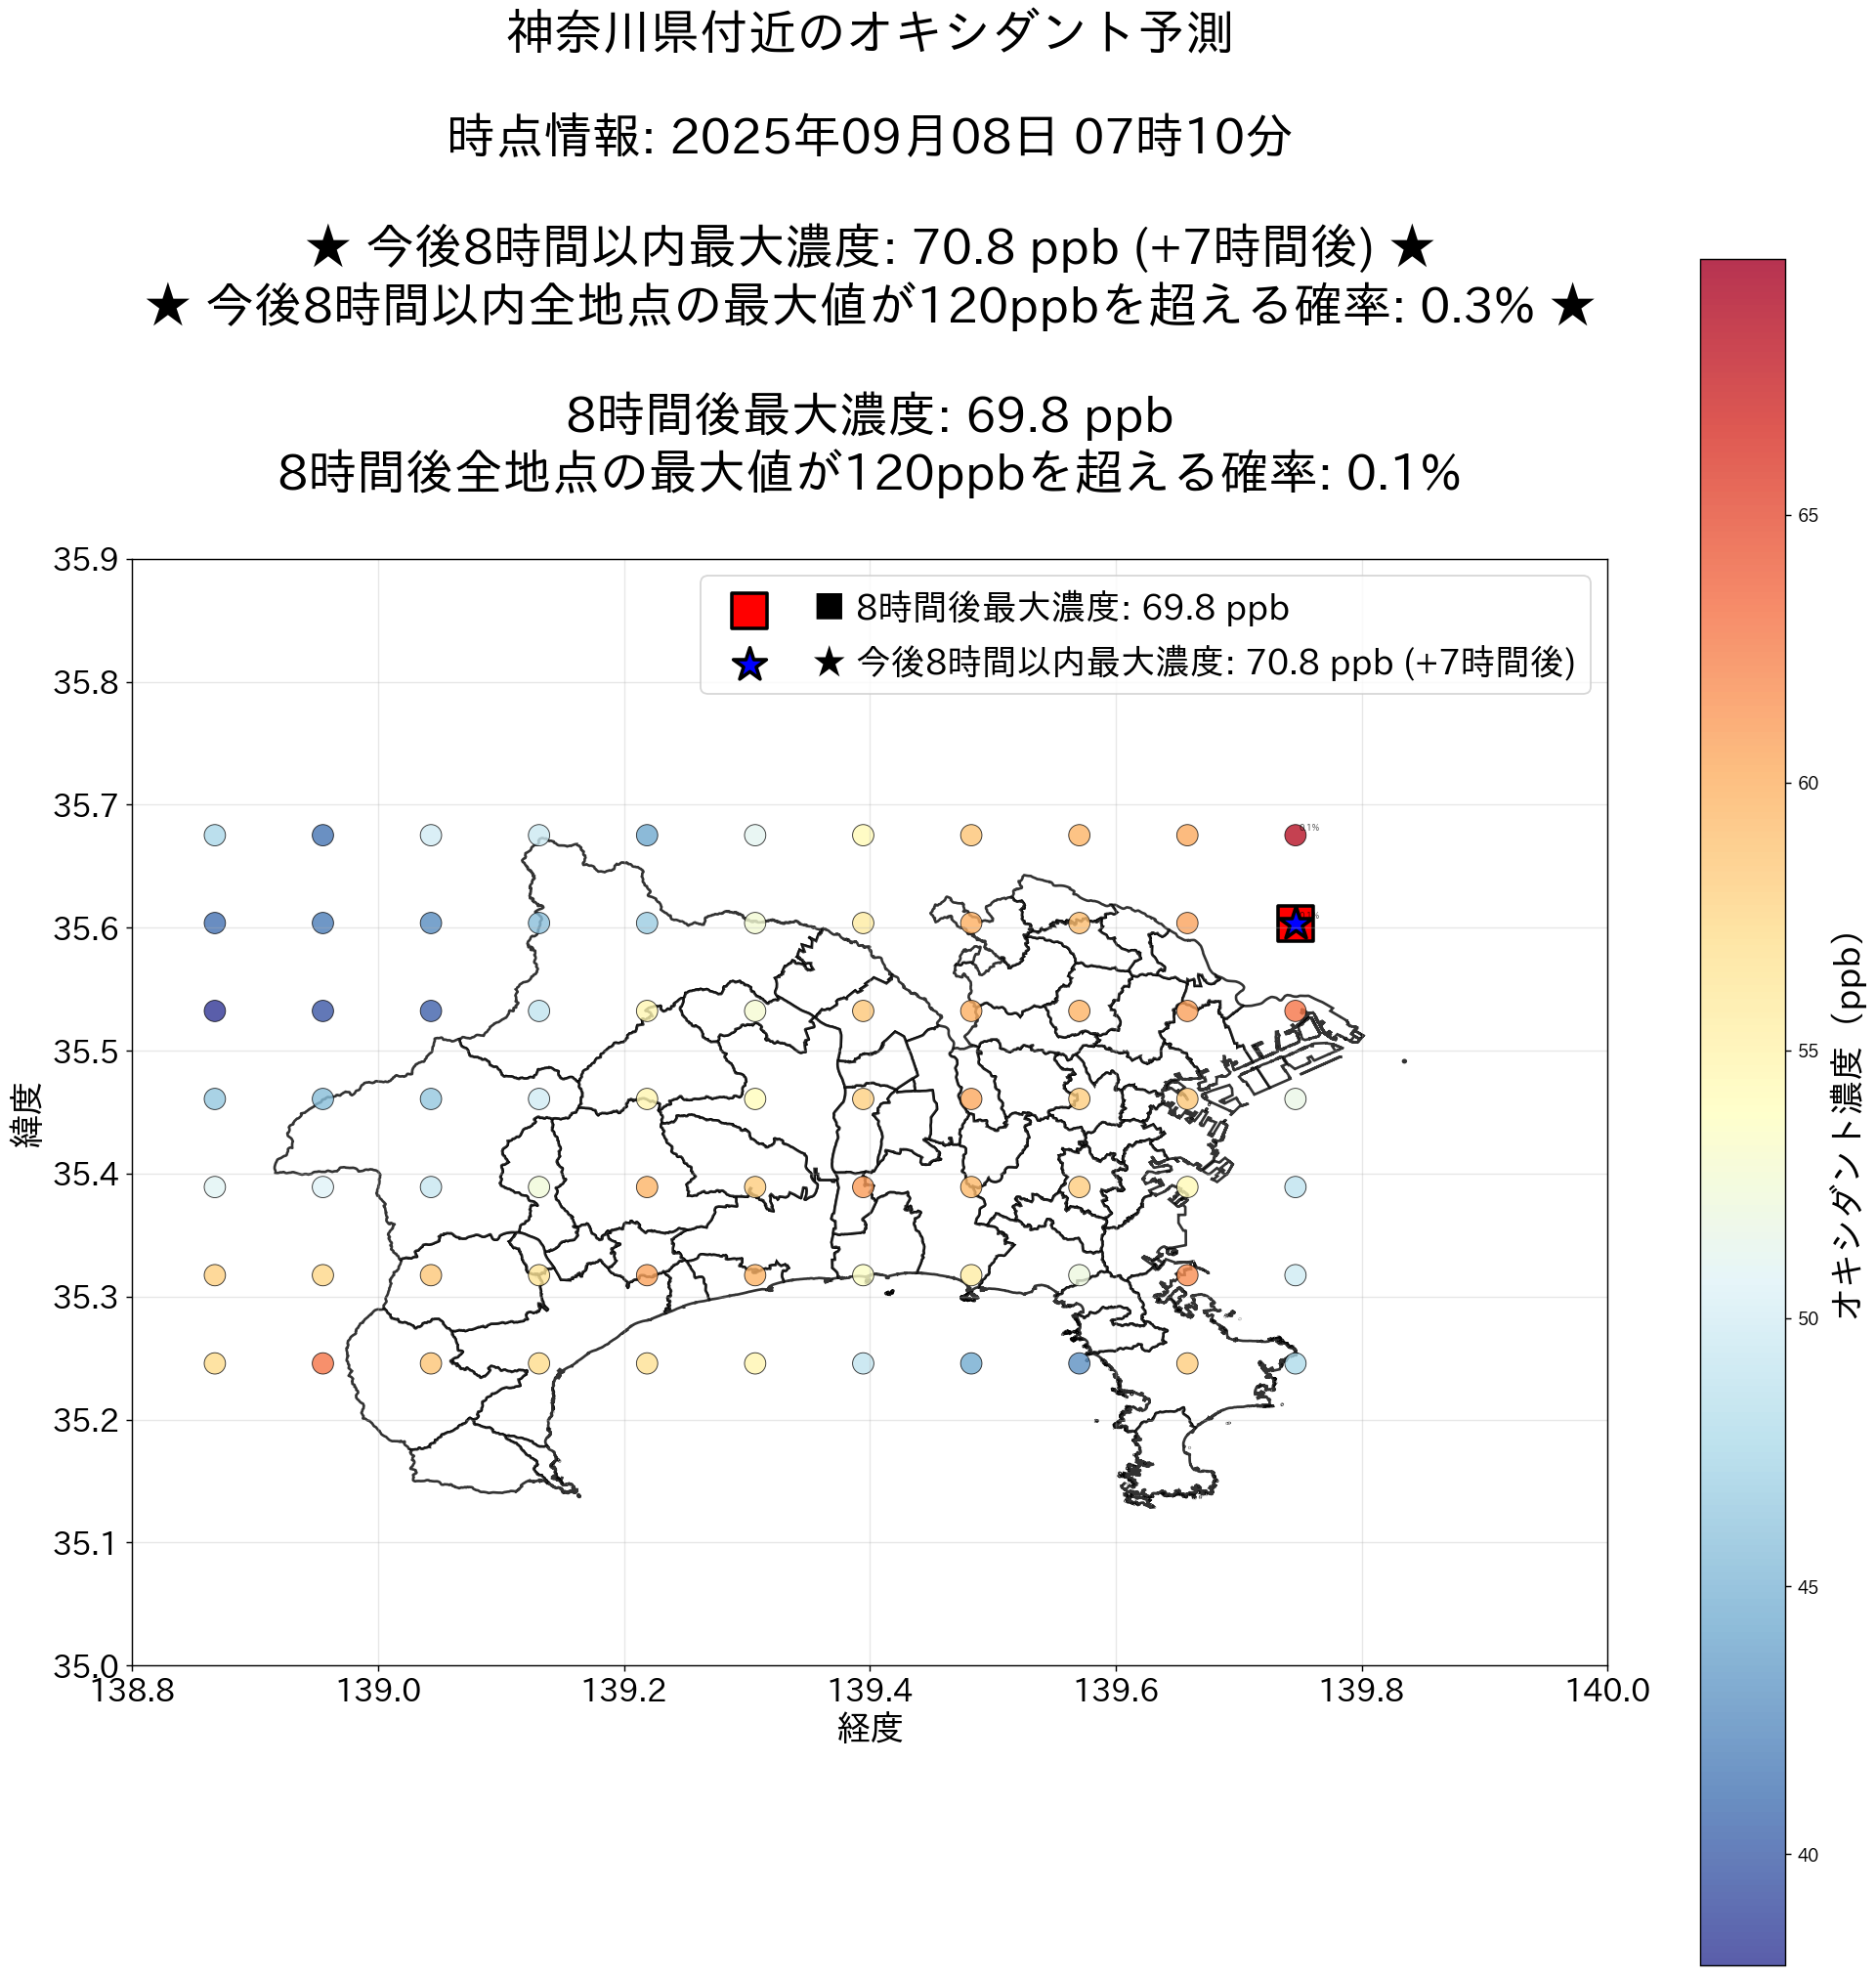 神奈川県付近のオキシダント予測
時点情報: 2025年09月08日 07時10分
★ 今後8時間以内最大濃度: 70.8 ppb (+7時間後) ★
★ 今後8時間以内全地点の最大値が120ppbを超える確率: 0.3% ★
8時間後最大濃度: 69.8 ppb
8時間後全地点の最大値が120ppbを超える確率: 0.1%
■ 8時間後最大濃度: 69.8 ppb
★ 今後8時間以内最大濃度: 70.8 ppb (+7時間後)
35.9
35.8
35.7
35.6
35.5
35.4
35.3
35.2
35.1
35.0
緯度
0.1%
138.8
139.0
139.2
139.4
139.6
139.8
140.0
経度
65
60
55
50
45
40
オキシダント濃度 (ppb)